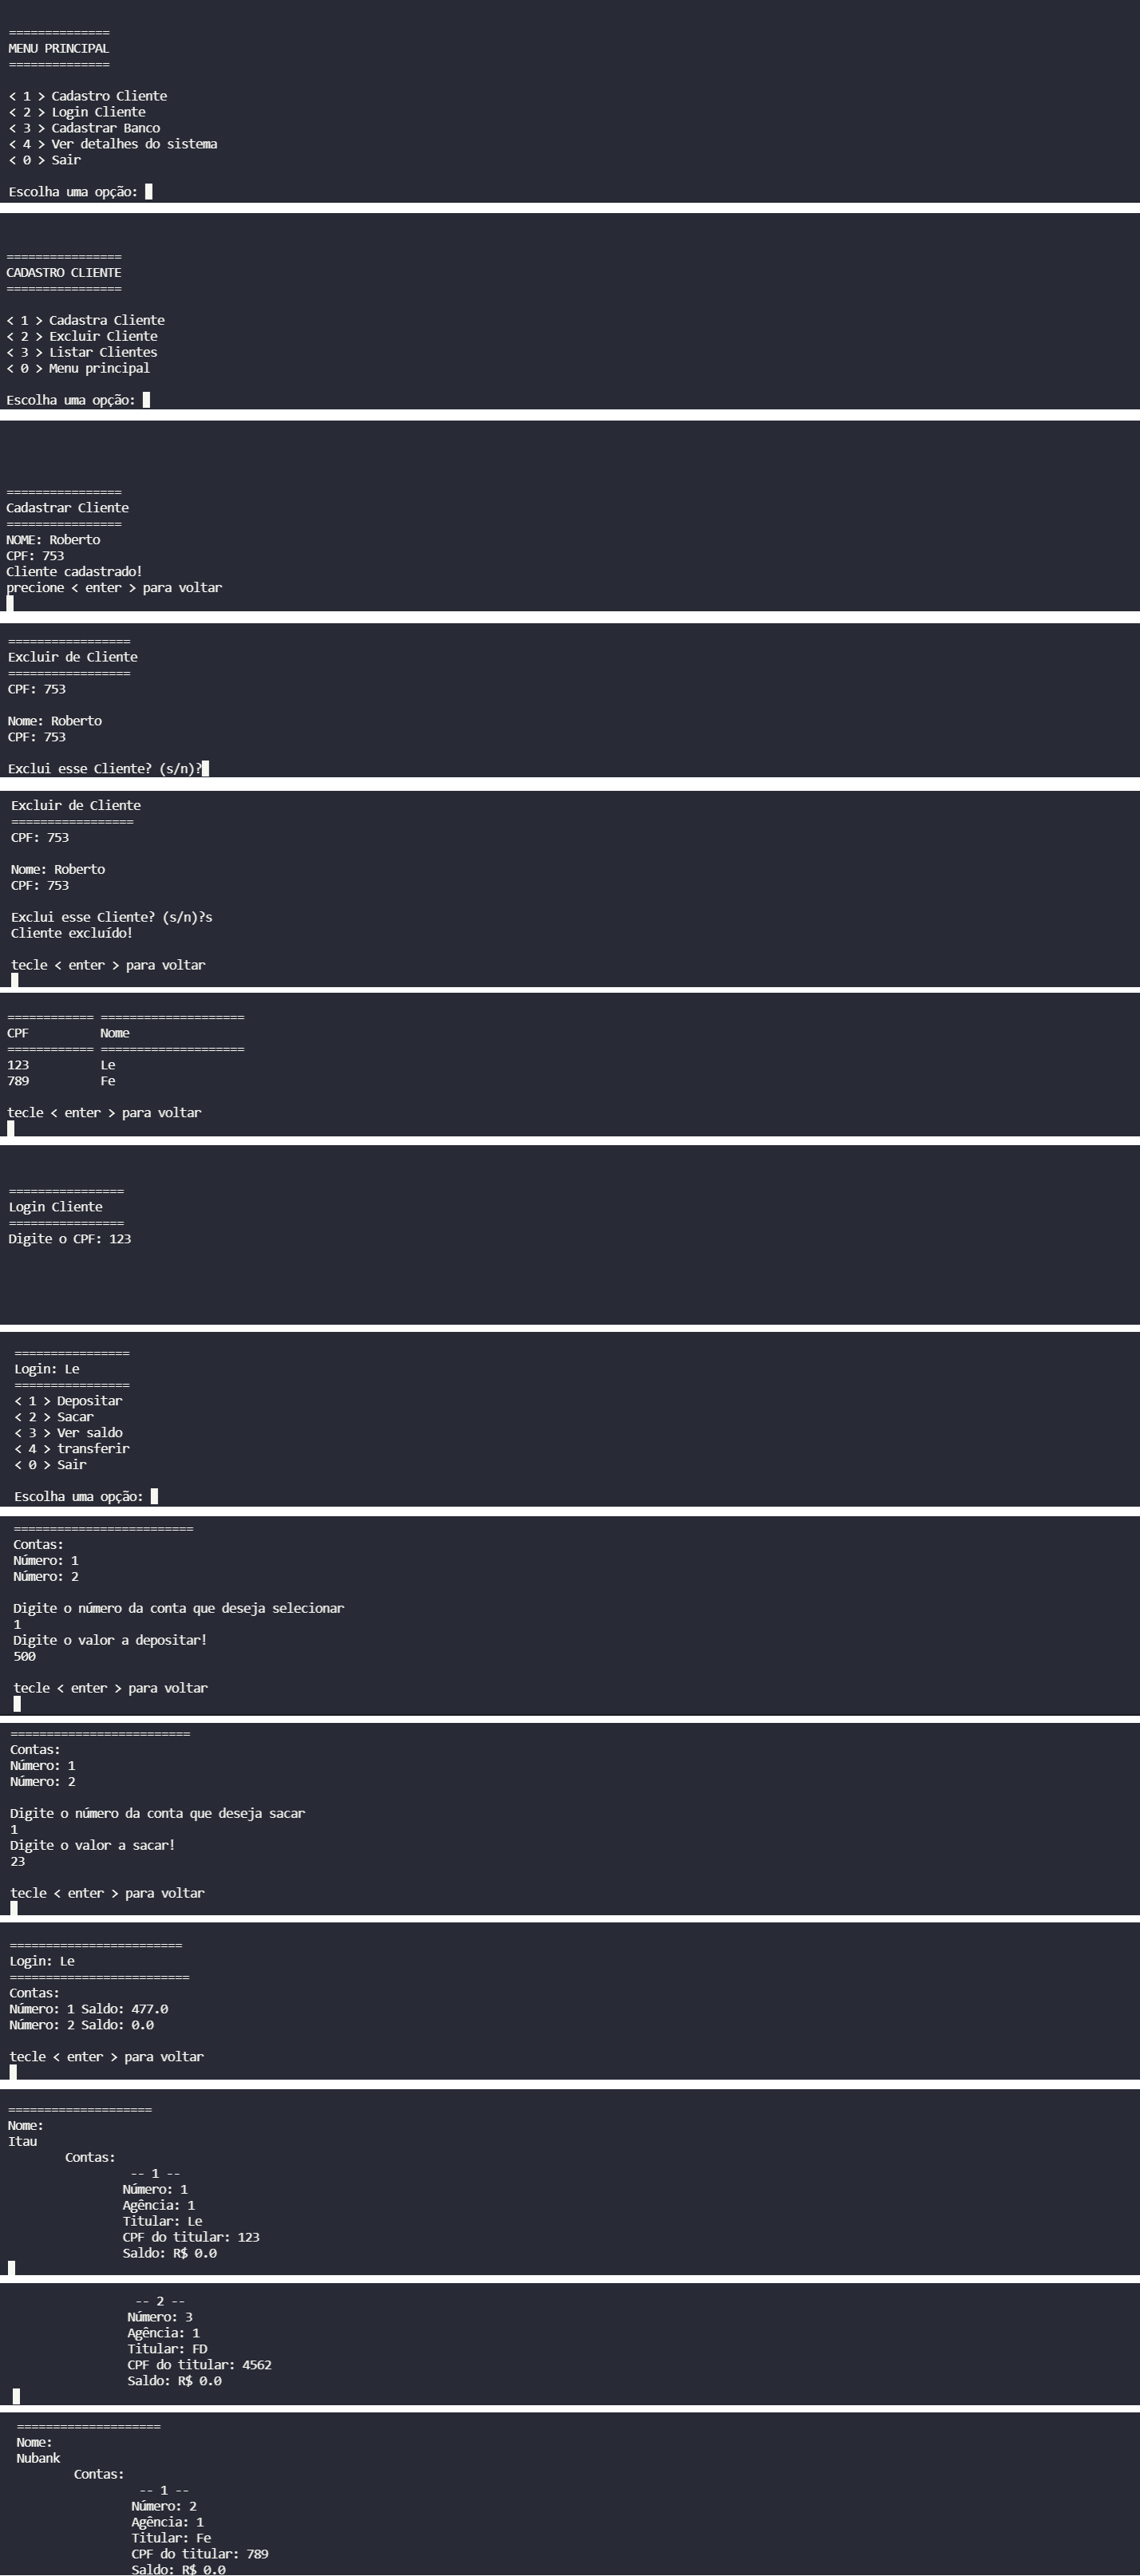 ==============
MENU PRINCIPAL
==============
< 1 > Cadastro Cliente
< 2 > Login Cliente
< 3 > Cadastrar Banco
< 4 > Ver detalhes do sistema
< 0 > Sair
Escolha uma opção:
================
CADASTRO CLIENTE
================
< 1 > Cadastra Cliente
< 2 > Excluir Cliente
< 3 > Listar Clientes
< 0 > Menu principal
Escolha uma opção:
================
Cadastrar Cliente
================
NOME: Roberto
CPF: 753
Cliente cadastrado!
precione < enter > para voltar
=================
Excluir de Cliente
=================
CPF: 753
Nome: Roberto
CPF: 753
Exclui esse Cliente? (s/n)?
Excluir de Cliente
=================
CPF: 753
Nome: Roberto
CPF: 753
Exclui esse Cliente? (s/n)?s
Cliente excluído!
tecle < enter > para voltar
============ ====================
CPF Nome
============ ====================
123 Le
789 Fe
tecle < enter > para voltar
================
Login Cliente
================
Digite o CPF: 123
================
Login: Le
================
< 1 > Depositar
< 2 > Sacar
< 3 > Ver saldo
< 4 > transferir
< 0 > Sair
Escolha uma opção:
=========================
Contas:
Número: 1
Número: 2
Digite o número da conta que deseja selecionar
1
Digite o valor a depositar!
500
tecle < enter > para voltar
=========================
Contas:
Número: 1
Número: 2
Digite o número da conta que deseja sacar
1
Digite o valor a sacar!
23
tecle < enter > para voltar
========================
Login: Le
=========================
Contas:
Número: 1 Saldo: 477.0
Número: 2 Saldo: 0.0
tecle < enter > para voltar
====================
Nome:
Itau
Contas:
-- 1 --
Número: 1
Agência: 1
Titular: Le
CPF do titular: 123
Saldo: R$ 0.0
-- 2 --
Número: 3
Agência: 1
Titular: FD
CPF do titular: 4562
Saldo: R$ 0.0
====================
Nome:
Nubank
Contas:
-- 1 --
Número: 2
Agência: 1
Titular: Fe
CPF do titular: 789
Saldo: R$ 0.0